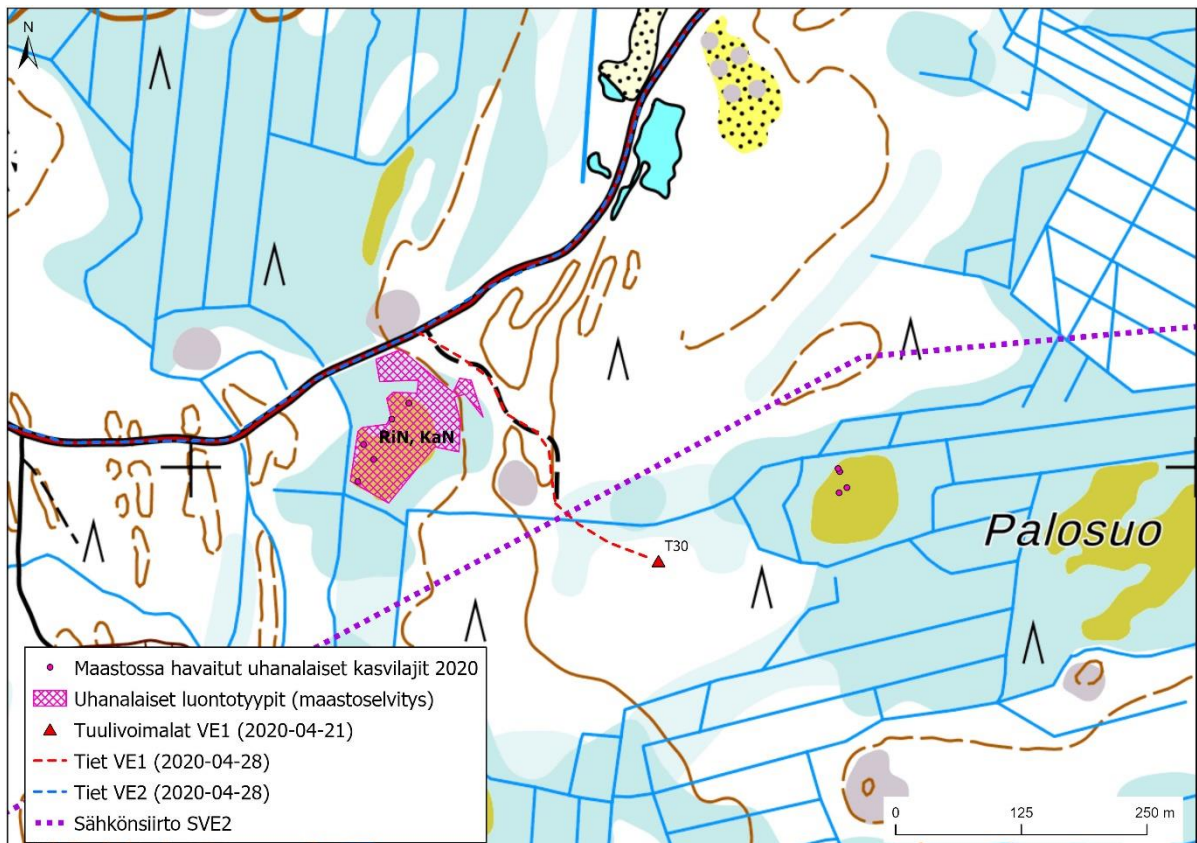 N
RiN, KaN
T30
Palosuo
Maastossa havaitut uhanalaiset kasvilajit 2020
Uhanalaiset luontotyypit (maastoselvitys)
Tuulivoimalat VE1 (2020-04-21)
Tiet VE1 (2020-04-28)
Tiet VE2 (2020-04-28)
Sähkönsiirto SVE2
0 125 250 m